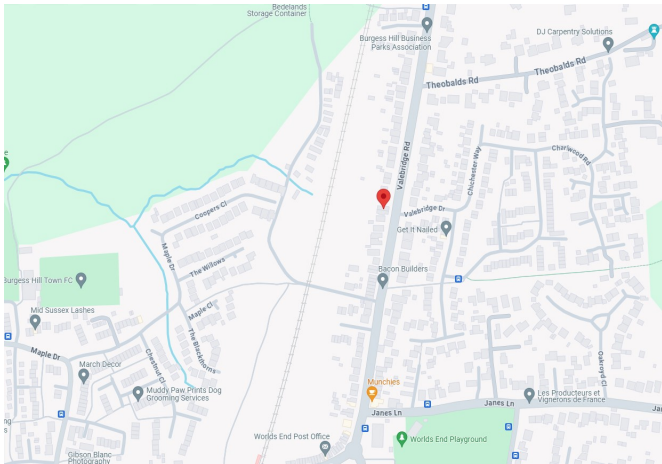 Bedelands
Storage Container
Burgess Hill Business
Parks Association
DJ Carpentry Solutions
Theobalds Rd
Theobalds Rd
Valebridge Rd
Chichester Way
Charlwood Rd
Coopers Cl
Valebridge Dr
Get It Nailed
Maple Dr
The Willows
Burgess Hill Town FC
Bacon Builders
Mid Sussex Lashes
Maple Cl
The Blackthorns
Maple Dr
Chestnut Cl
Oakroyd Cl
March Decor
Muddy Paw Prints Dog
Grooming Services
Munchies
Les Producteurs et
Vignerons de France
Janes Ln
Janes Ln
Worlds End Post Office
Worlds End Playground
Gibson Blanc
Photography